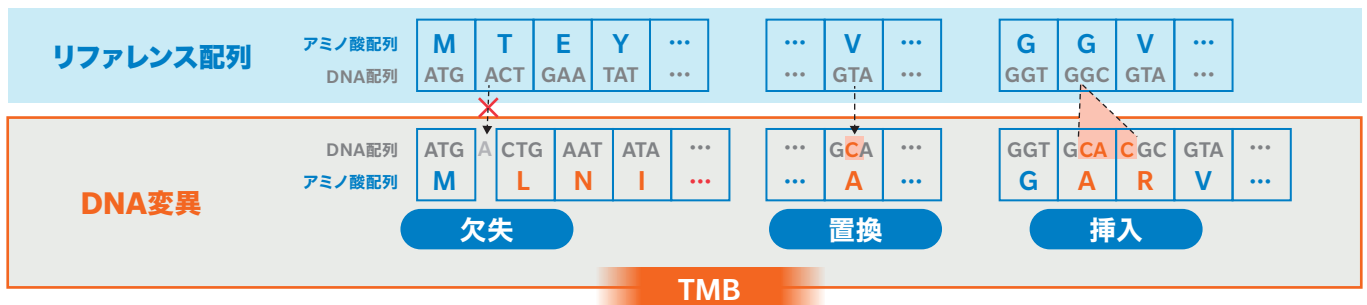 リファレンス配列
アミノ酸配列 M T E Y … … V … G G V …
DNA配列 ATG ACT GAA TAT … … GTA … GGT GGC GTA …
DNA配列 ATG A CTG AAT ATA … … GCA … GGT GCA CGC GTA …
アミノ酸配列 M L N I … … A … G A R V …
DNA変異
欠失 置換 挿入
TMB